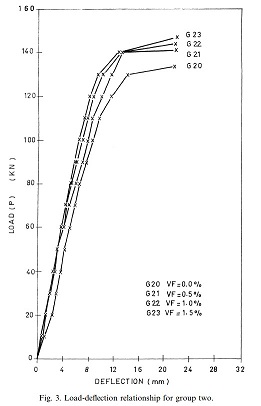 160
G 23
G 22
140
G 21
G 20
120
100
80
60
40
20
0
LOAD (P) (KN)
G20 VF=0.0%
G21 VF=0.5%
G22 VF=1.0%
G23 VF=1.5%
0 4 6 8 12 16 20 24 28 32
DEFLECTION (mm)
Fig. 3. Load-deflection relationship for group two.